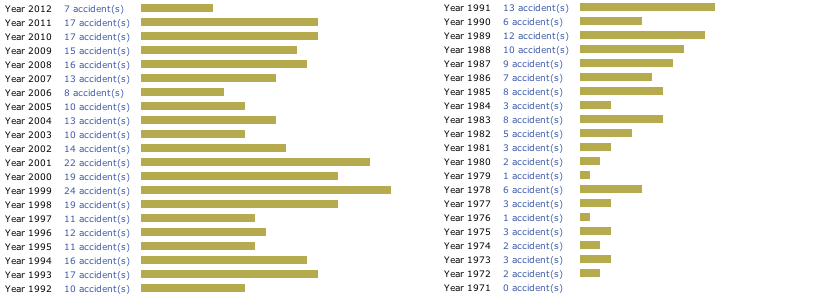 Year 2012 7 accident(s)
Year 2011 17 accident(s)
Year 2010 17 accident(s)
Year 2009 15 accident(s)
Year 2008 16 accident(s)
Year 2007 13 accident(s)
Year 2006 8 accident(s)
Year 2005 10 accident(s)
Year 2004 13 accident(s)
Year 2003 10 accident(s)
Year 2002 14 accident(s)
Year 2001 22 accident(s)
Year 2000 19 accident(s)
Year 1999 24 accident(s)
Year 1998 19 accident(s)
Year 1997 11 accident(s)
Year 1996 12 accident(s)
Year 1995 11 accident(s)
Year 1994 16 accident(s)
Year 1993 17 accident(s)
Year 1992 10 accident(s)
Year 1991 13 accident(s)
Year 1990 6 accident(s)
Year 1989 12 accident(s)
Year 1988 10 accident(s)
Year 1987 9 accident(s)
Year 1986 7 accident(s)
Year 1985 8 accident(s)
Year 1984 3 accident(s)
Year 1983 8 accident(s)
Year 1982 5 accident(s)
Year 1981 3 accident(s)
Year 1980 2 accident(s)
Year 1979 1 accident(s)
Year 1978 6 accident(s)
Year 1977 3 accident(s)
Year 1976 1 accident(s)
Year 1975 3 accident(s)
Year 1974 2 accident(s)
Year 1973 3 accident(s)
Year 1972 2 accident(s)
Year 1971 0 accident(s)